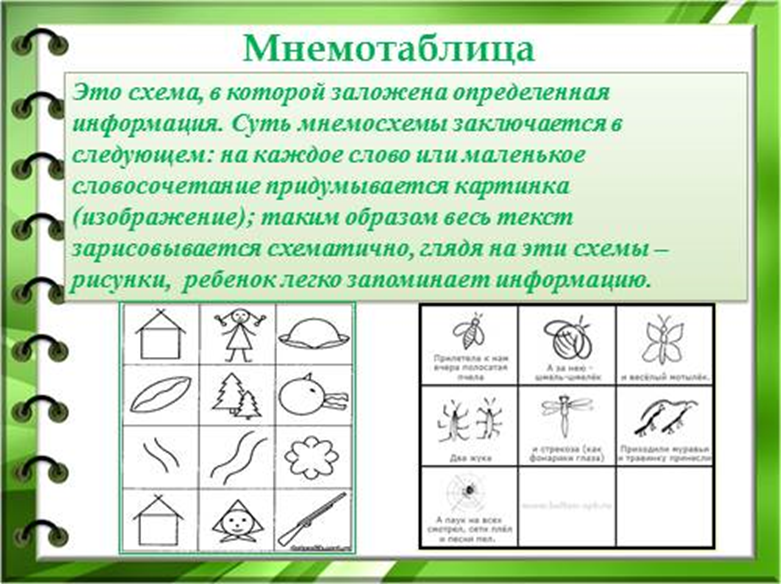 Мнемотаблица
Это схема, в которой заложена определенная
информация. Суть мнемосхемы заключается в
следующем: на каждое слово или маленькое
словосочетание придумывается картинка
(изображение); таким образом весь текст
зарисовывается схематично, глядя на эти схемы –
рисунки, ребенок легко запоминает информацию.
Прилетела к нам
вчера полосатая
пчела
А за нею –
шмель-шмелёк
и весёлый мотылёк.
Два жука
и стрекоза (как
фонарики глаза)
Приходили муравьи
и травинку принесли
А паук на всех
смотрел, сети плёл
и песни пел.